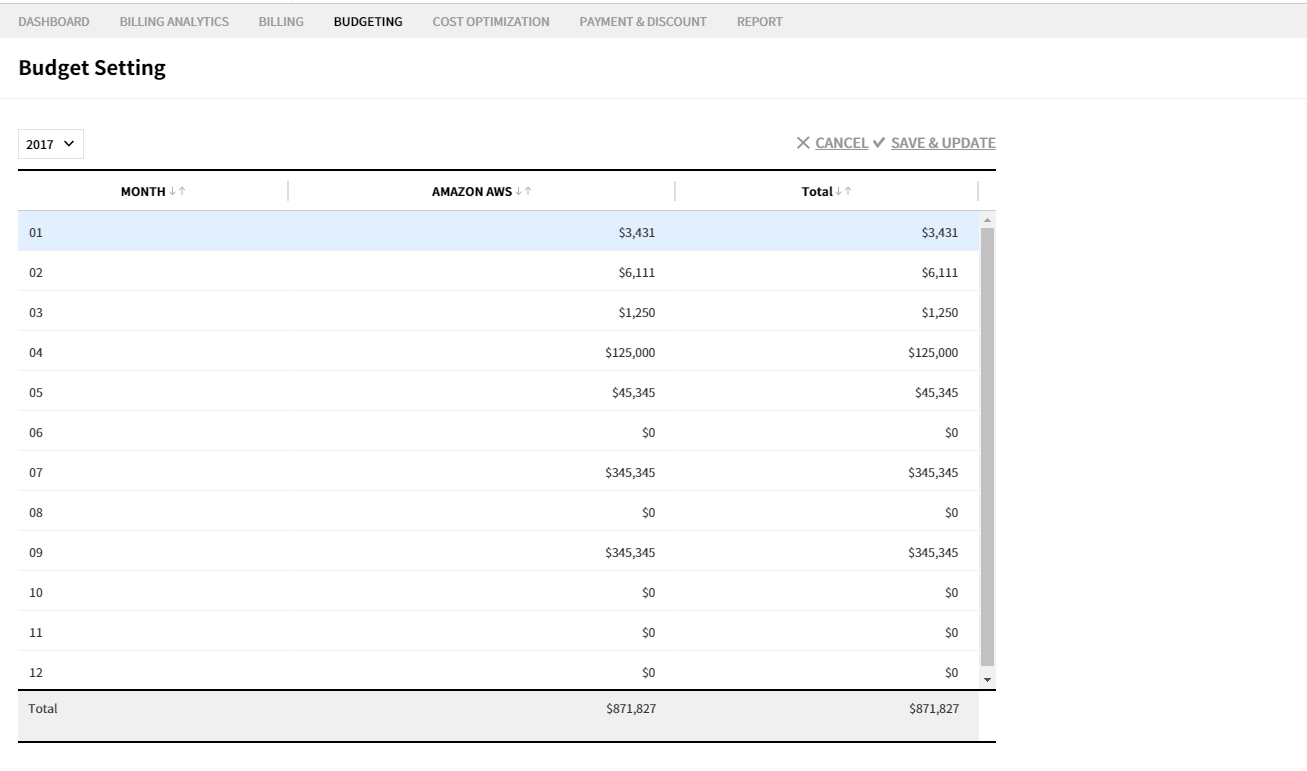 DASHBOARD BILLING ANALYTICS BILLING BUDGETING COST OPTIMIZATION PAYMENT & DISCOUNT REPORT
Budget Setting
2017 CANCEL SAVE & UPDATE
MONTH AMAZON AWS Total
01 $3,431 $3,431
02 $6,111 $6,111
03 $1,250 $1,250
04 $125,000 $125,000
05 $45,345 $45,345
06 $0 $0
07 $345,345 $345,345
08 $0 $0
09 $345,345 $345,345
10 $0 $0
11 $0 $0
12 $0 $0
Total $871,827 $871,827